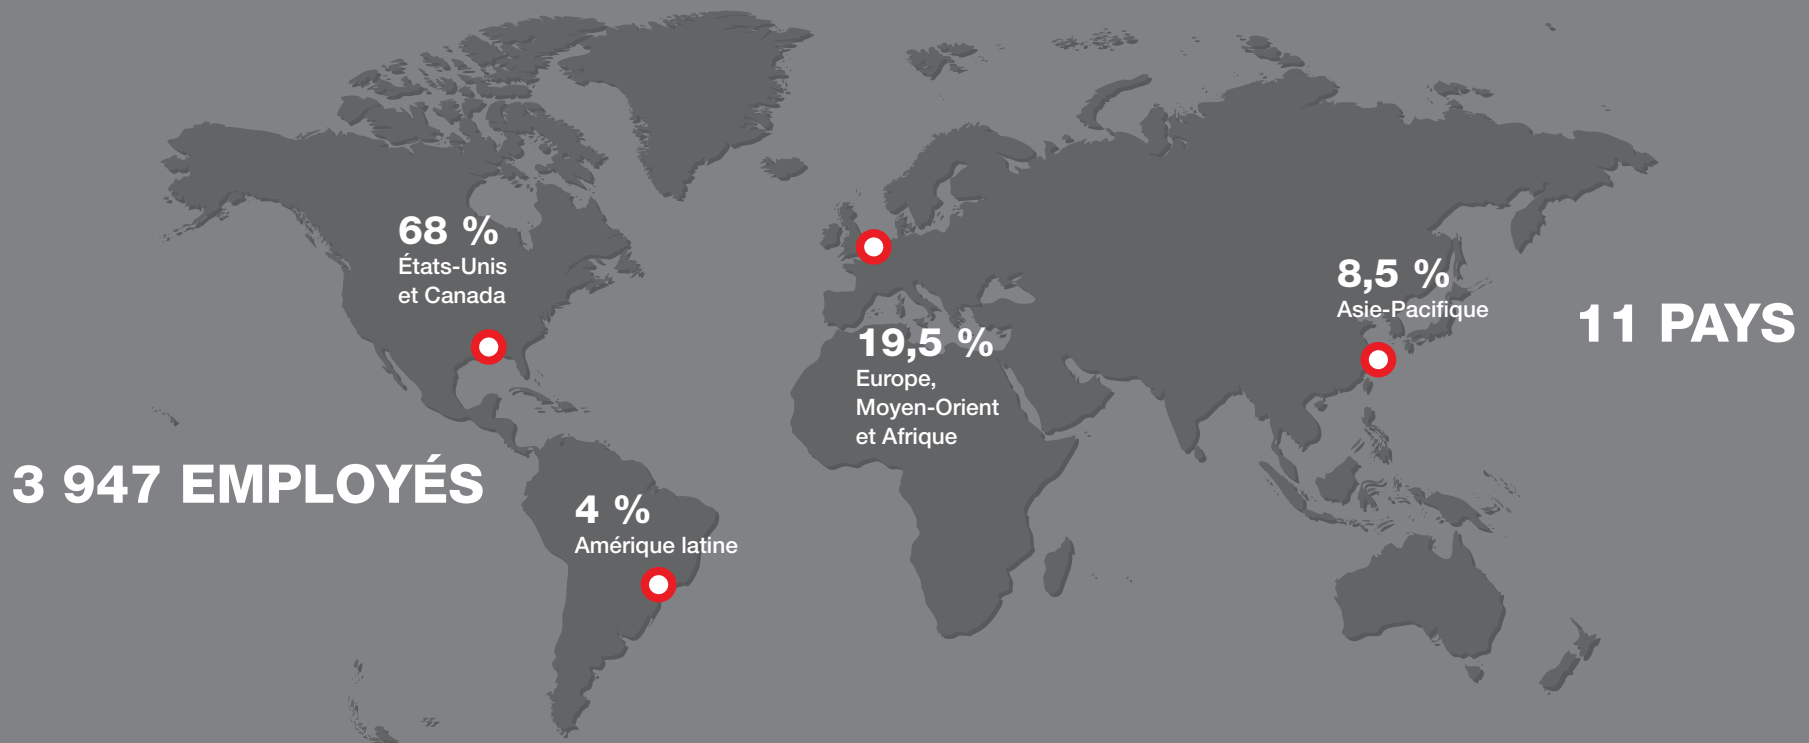 68 %
États-Unis
et Canada
8,5 %
Asie-Pacifique
11 PAYS
19,5 %
Europe,
Moyen-Orient
et Afrique
3 947 EMPLOYÉS
4 %
Amérique latine